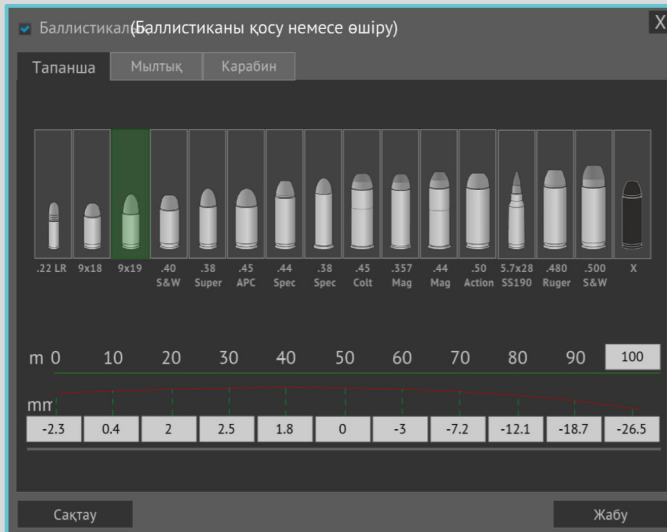 (Баллистиканы қосу немесе өшіру)
X
Тапанша Мылтық Карабин
.22 LR 9x18 9x19 .40 S&W .38 Super .45 APC .44 Spec .38 Spec .45 Colt .357 Mag .44 Mag .50 Action 5.7x28 SS190 .480 Ruger .500 S&W X
m 0 10 20 30 40 50 60 70 80 90 100
mm
-2.3 0.4 2 2.5 1.8 0 -3 -7.2 -12.1 -18.7 -26.5
Сақтау Жабу